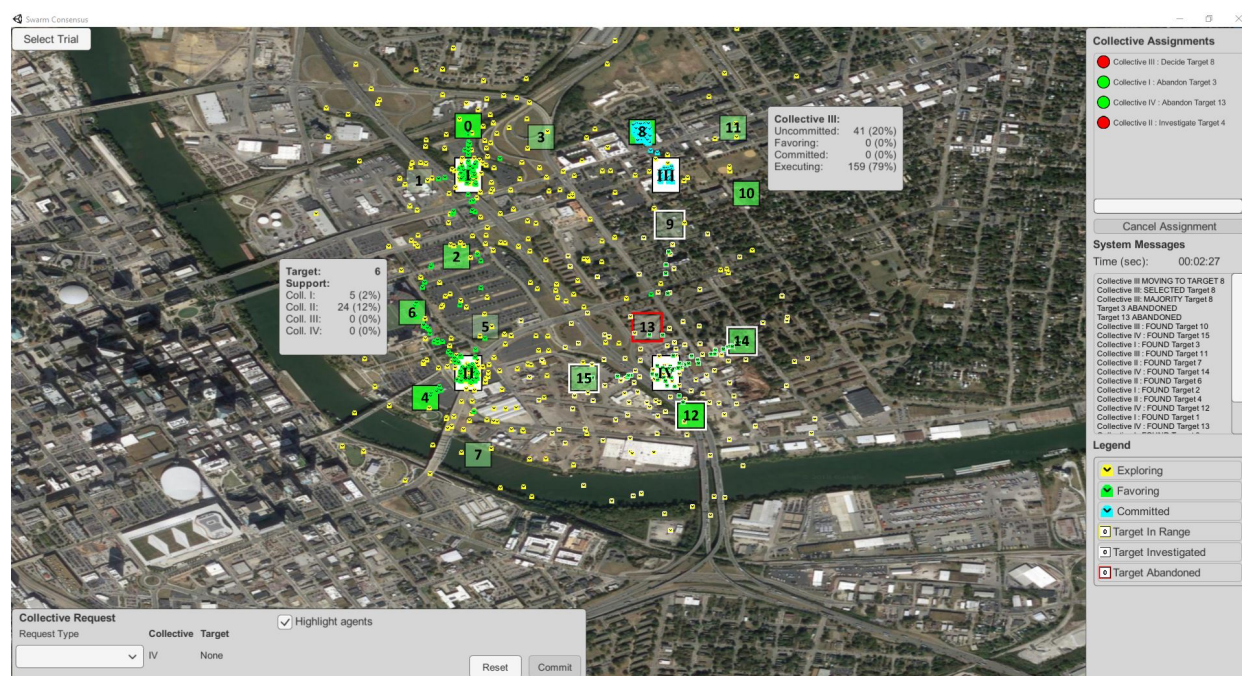 Swarm Consensus
Select Trial
0
3
8
11
1
I
III
10
9
2
6
5
13
14
II
15
IV
4
12
7
Collective III:
Uncommitted: 41 (20%)
Favoring: 0 (0%)
Committed: 0 (0%)
Executing: 159 (79%)
Target: 6
Support:
Coll. I: 5 (2%)
Coll. II: 24 (12%)
Coll. III: 0 (0%)
Coll. IV: 0 (0%)
Collective Request
Request Type Collective Target
IV None
Highlight agents
Reset Commit
Collective Assignments
Collective III : Decide Target 8
Collective I : Abandon Target 3
Collective IV : Abandon Target 13
Collective II : Investigate Target 4
Cancel Assignment
System Messages
Time (sec): 00:02:27
Collective III MOVING TO TARGET 8
Collective III: SELECTED Target 8
Collective III: MAJORITY Target 8
Target 3 ABANDONED
Target 13 ABANDONED
Collective III : FOUND Target 10
Collective IV : FOUND Target 15
Collective I : FOUND Target 3
Collective III : FOUND Target 11
Collective II : FOUND Target 7
Collective IV : FOUND Target 14
Collective II : FOUND Target 6
Collective I : FOUND Target 2
Collective II : FOUND Target 4
Collective IV : FOUND Target 12
Collective I : FOUND Target 1
Collective IV : FOUND Target 13
Legend
Exploring
Favoring
Committed
0 Target In Range
0 Target Investigated
0 Target Abandoned